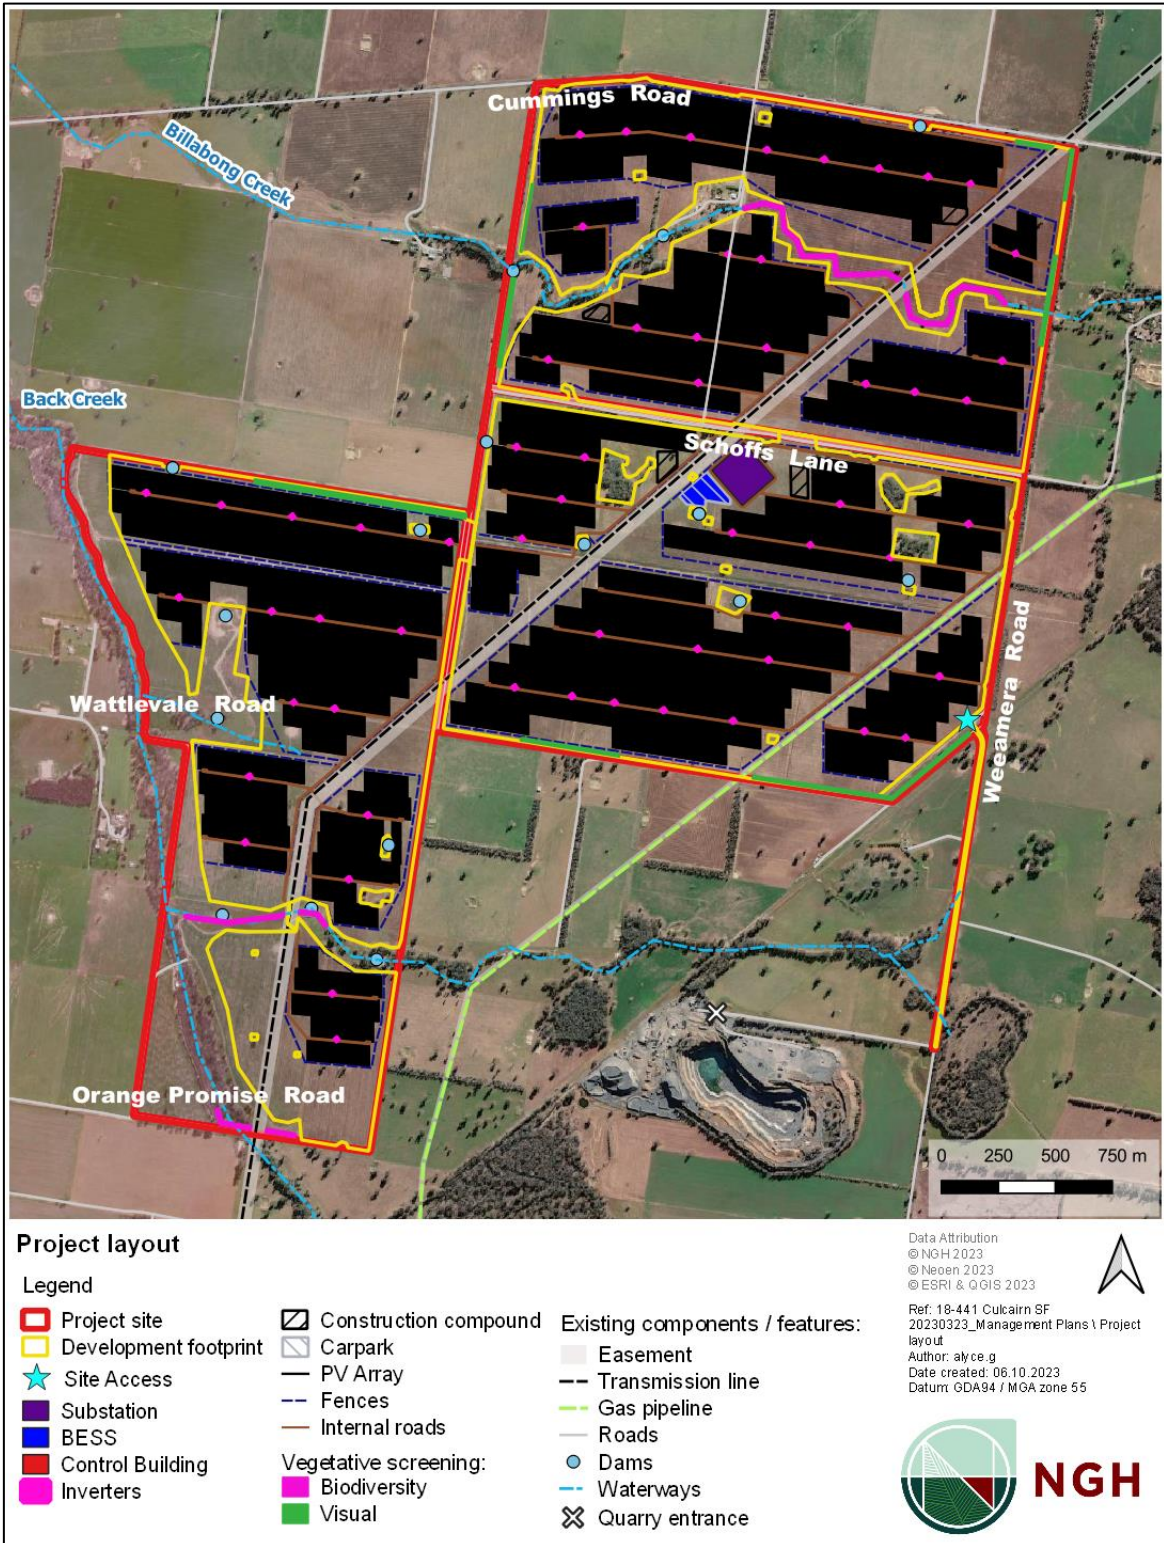 Cummings Road
Billabong Creek
Back Creek
Schoffs Lane
Weeamera Road
Wattlevale Road
Orange Promise Road
0 250 500 750 m
Project layout
Legend
Project site
Development footprint
Site Access
Substation
BESS
Control Building
Inverters
Construction compound
Carpark
PV Array
Fences
Internal roads
Vegetative screening:
Biodiversity
Visual
Existing components / features:
Easement
Transmission line
Gas pipeline
Roads
Dams
Waterways
Quarry entrance
Data Attribution
© NGH 2023
© Neoen 2023
© ESRI & QGIS 2023
Ref: 18-441 Culcairn SF
20230323_Management Plans \ Project
layout
Author: alyce.g
Date created: 06.10.2023
Datum: GDA94 / MGA zone 55
NGH